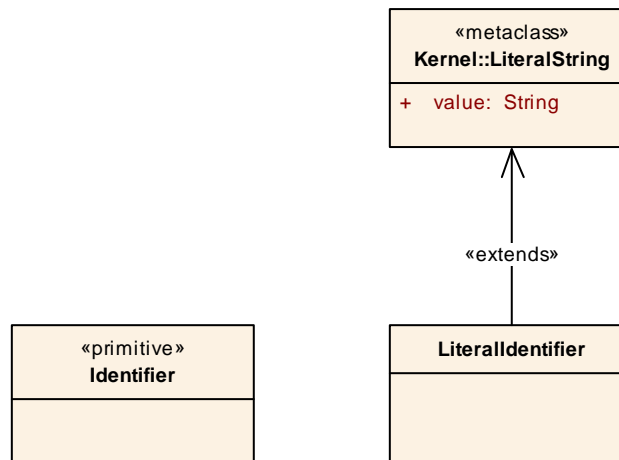 «metaclass»
Kernel::LiteralString
+ value: String
«extends»
«primitive»
Identifier
LiteralIdentifier